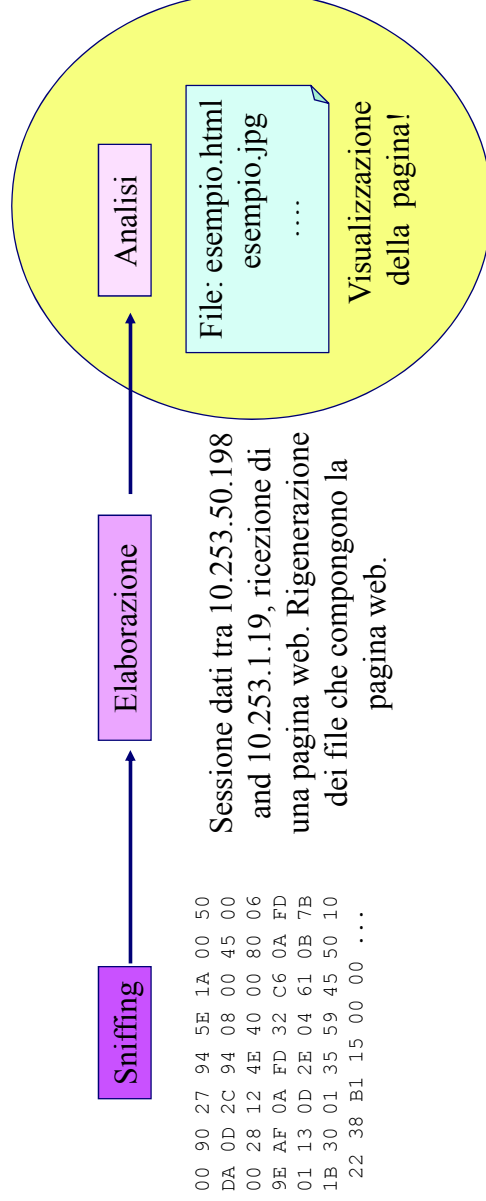 Sniffing
Elaborazione
Analisi
00 90 27 94 5E 1A 00 50
DA 0D 2C 94 08 00 45 00
00 28 12 4E 40 00 80 06
9E AF 0A FD 32 C6 0A FD
01 13 0D 2E 04 61 0B 7B
1B 30 01 35 59 45 50 10
22 38 B1 15 00 00 ...
Sessione dati tra 10.253.50.198
and 10.253.1.19, ricezione di
una pagina web. Rigenerazione
dei file che compongono la
pagina web.
File: esempio.html
esempio.jpg
....
Visualizzazione
della pagina!